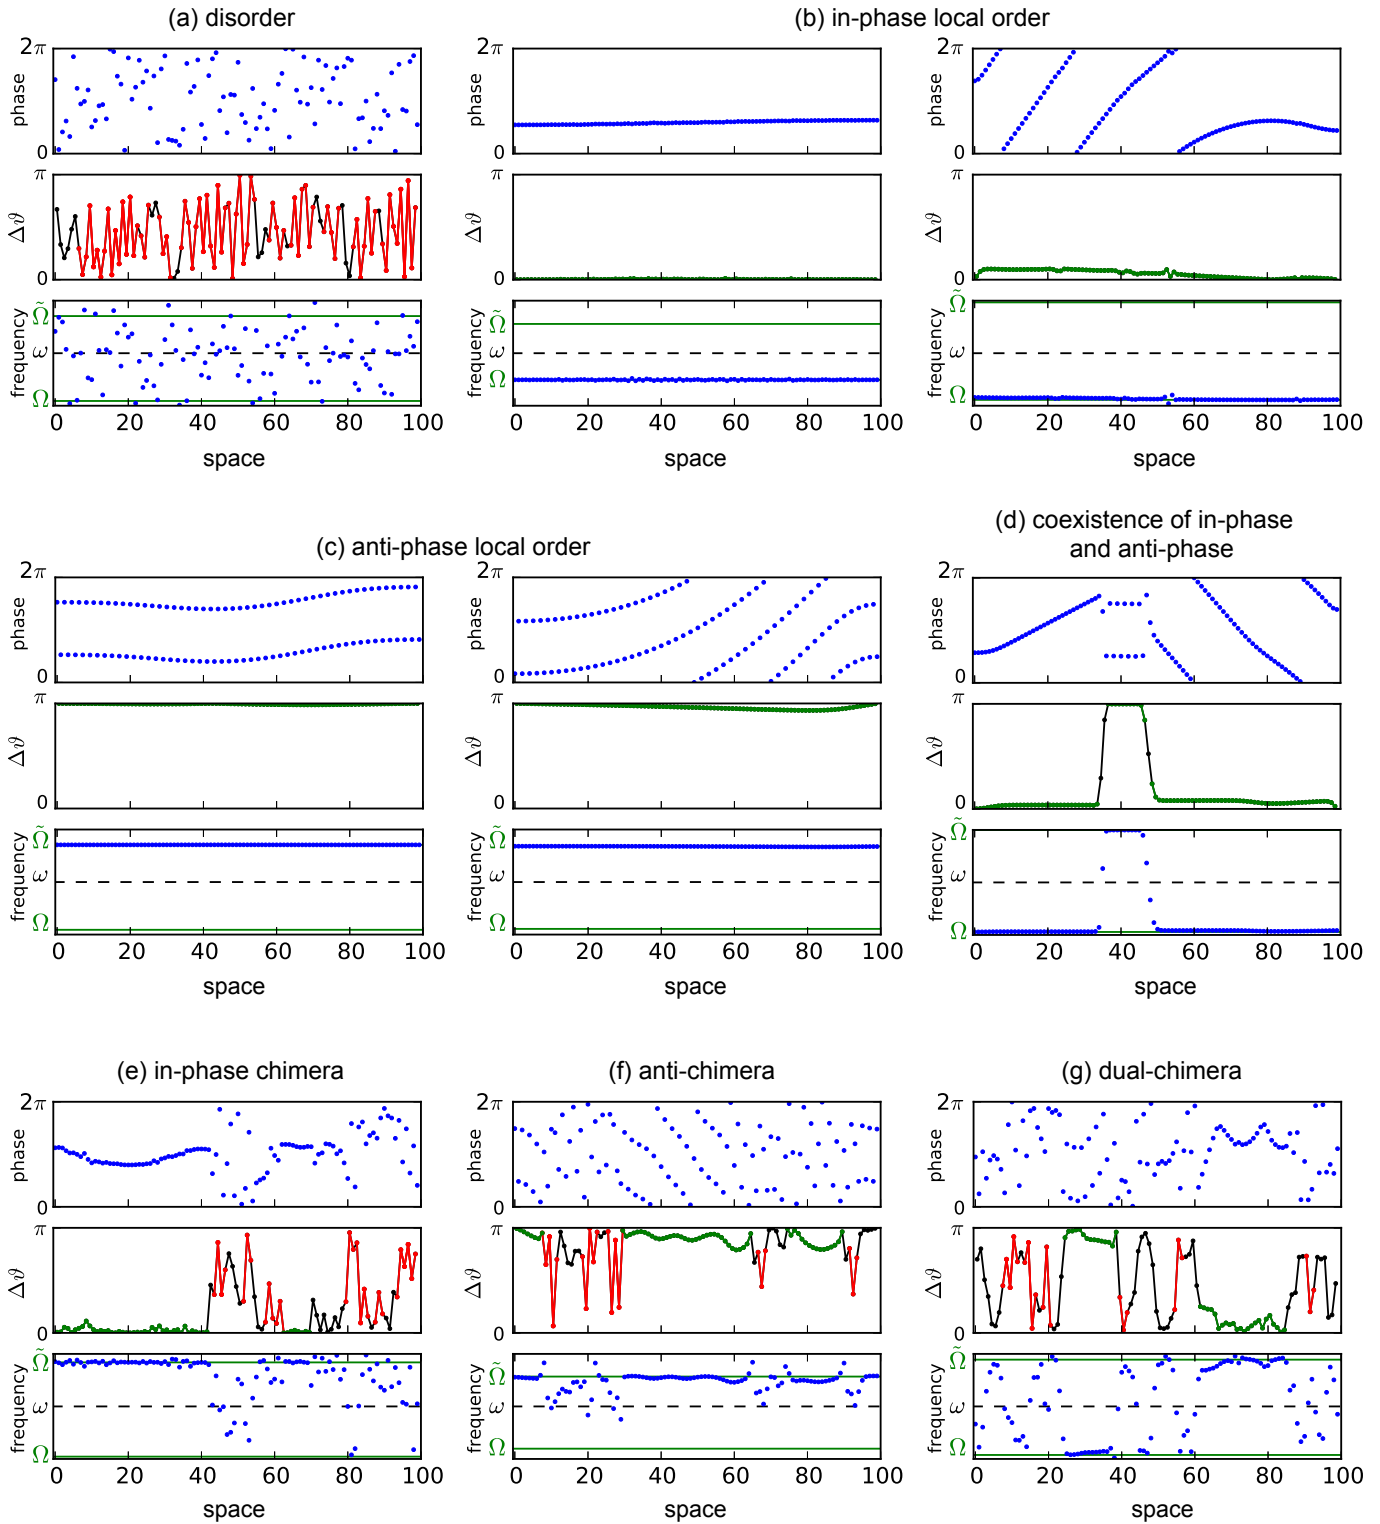 (a) disorder
(b) in-phase local order
2π
phase
0
π
Δϑ
0
Ω̃
ω
Ω
frequency
0 20 40 60 80 100
space
2π
phase
0
π
Δϑ
0
Ω̃
ω
Ω
frequency
0 20 40 60 80 100
space
2π
phase
0
π
Δϑ
0
Ω̃
ω
Ω
frequency
0 20 40 60 80 100
space
(c) anti-phase local order
(d) coexistence of in-phase
and anti-phase
2π
phase
0
π
Δϑ
0
Ω̃
ω
Ω
frequency
0 20 40 60 80 100
space
2π
phase
0
π
Δϑ
0
Ω̃
ω
Ω
frequency
0 20 40 60 80 100
space
2π
phase
0
π
Δϑ
0
Ω̃
ω
Ω
frequency
0 20 40 60 80 100
space
(e) in-phase chimera
(f) anti-chimera
(g) dual-chimera
2π
phase
0
π
Δϑ
0
Ω̃
ω
Ω
frequency
0 20 40 60 80 100
space
2π
phase
0
π
Δϑ
0
Ω̃
ω
Ω
frequency
0 20 40 60 80 100
space
2π
phase
0
π
Δϑ
0
Ω̃
ω
Ω
frequency
0 20 40 60 80 100
space